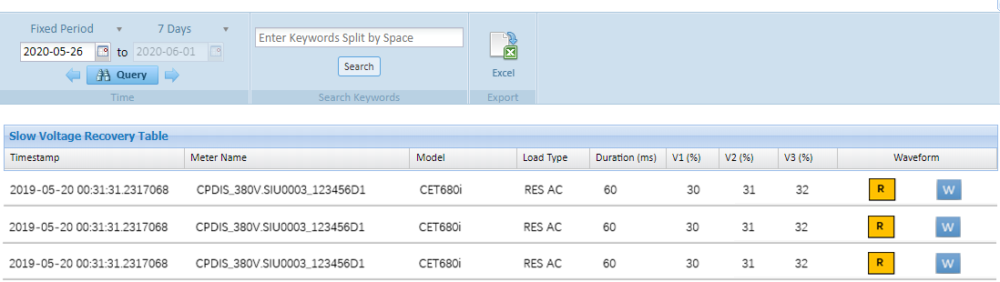 Fixed Period 7 Days
2020-05-26 to 2020-06-01
Query
Time
Enter Keywords Split by Space
Search
Search Keywords
Excel
Export
Slow Voltage Recovery Table
Timestamp Meter Name Model Load Type Duration (ms) V1 (%) V2 (%) V3 (%) Waveform
2019-05-20 00:31:31.2317068 CPDIS_380V.SIU0003_123456D1 CET680i RES AC 60 30 31 32 R W
2019-05-20 00:31:31.2317068 CPDIS_380V.SIU0003_123456D1 CET680i RES AC 60 30 31 32 R W
2019-05-20 00:31:31.2317068 CPDIS_380V.SIU0003_123456D1 CET680i RES AC 60 30 31 32 R W